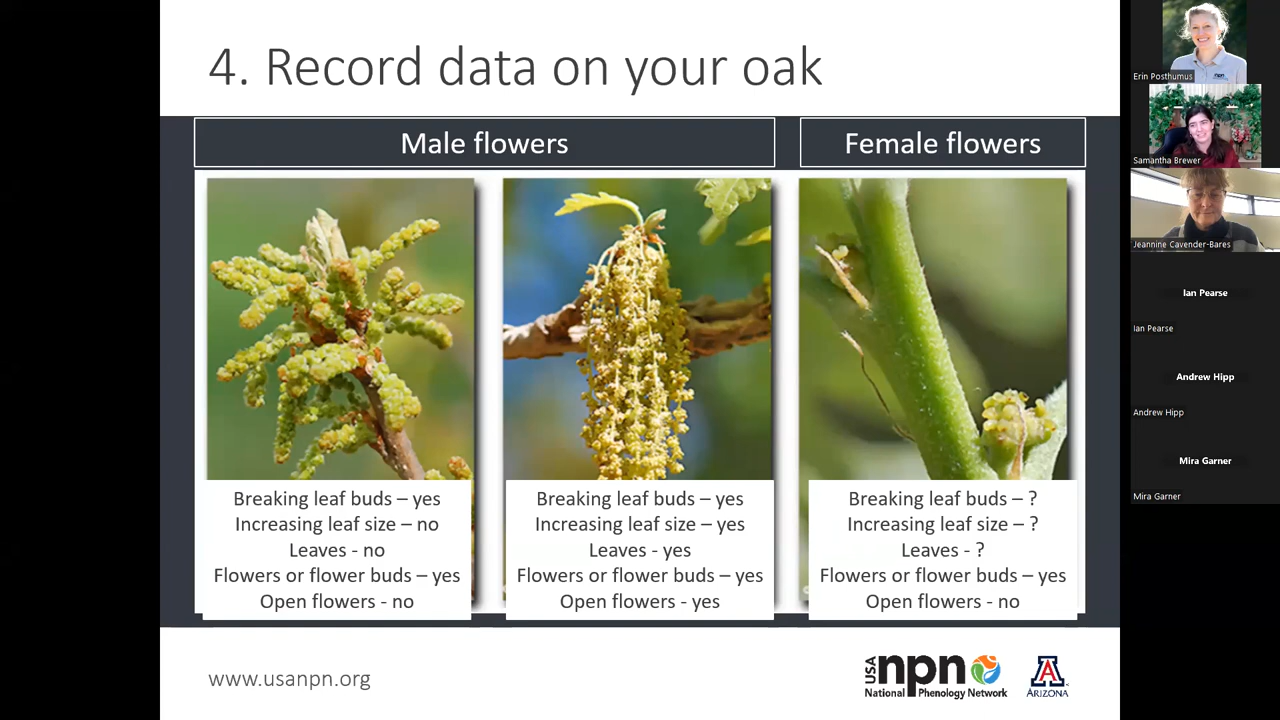 4. Record data on your oak
Male flowers
Female flowers
Breaking leaf buds – yes
Increasing leaf size – no
Leaves - no
Flowers or flower buds – yes
Open flowers - no
Breaking leaf buds – yes
Increasing leaf size – yes
Leaves - yes
Flowers or flower buds – yes
Open flowers - yes
Breaking leaf buds – ?
Increasing leaf size – ?
Leaves - ?
Flowers or flower buds – yes
Open flowers - no
www.usanpn.org
USA npn
National Phenology Network
A
ARIZONA
Erin Posthumus
Samantha Brewer
Jeannine Cavender-Bares
Ian Pearse
Ian Pearse
Andrew Hipp
Andrew Hipp
Mira Garner
Mira Garner